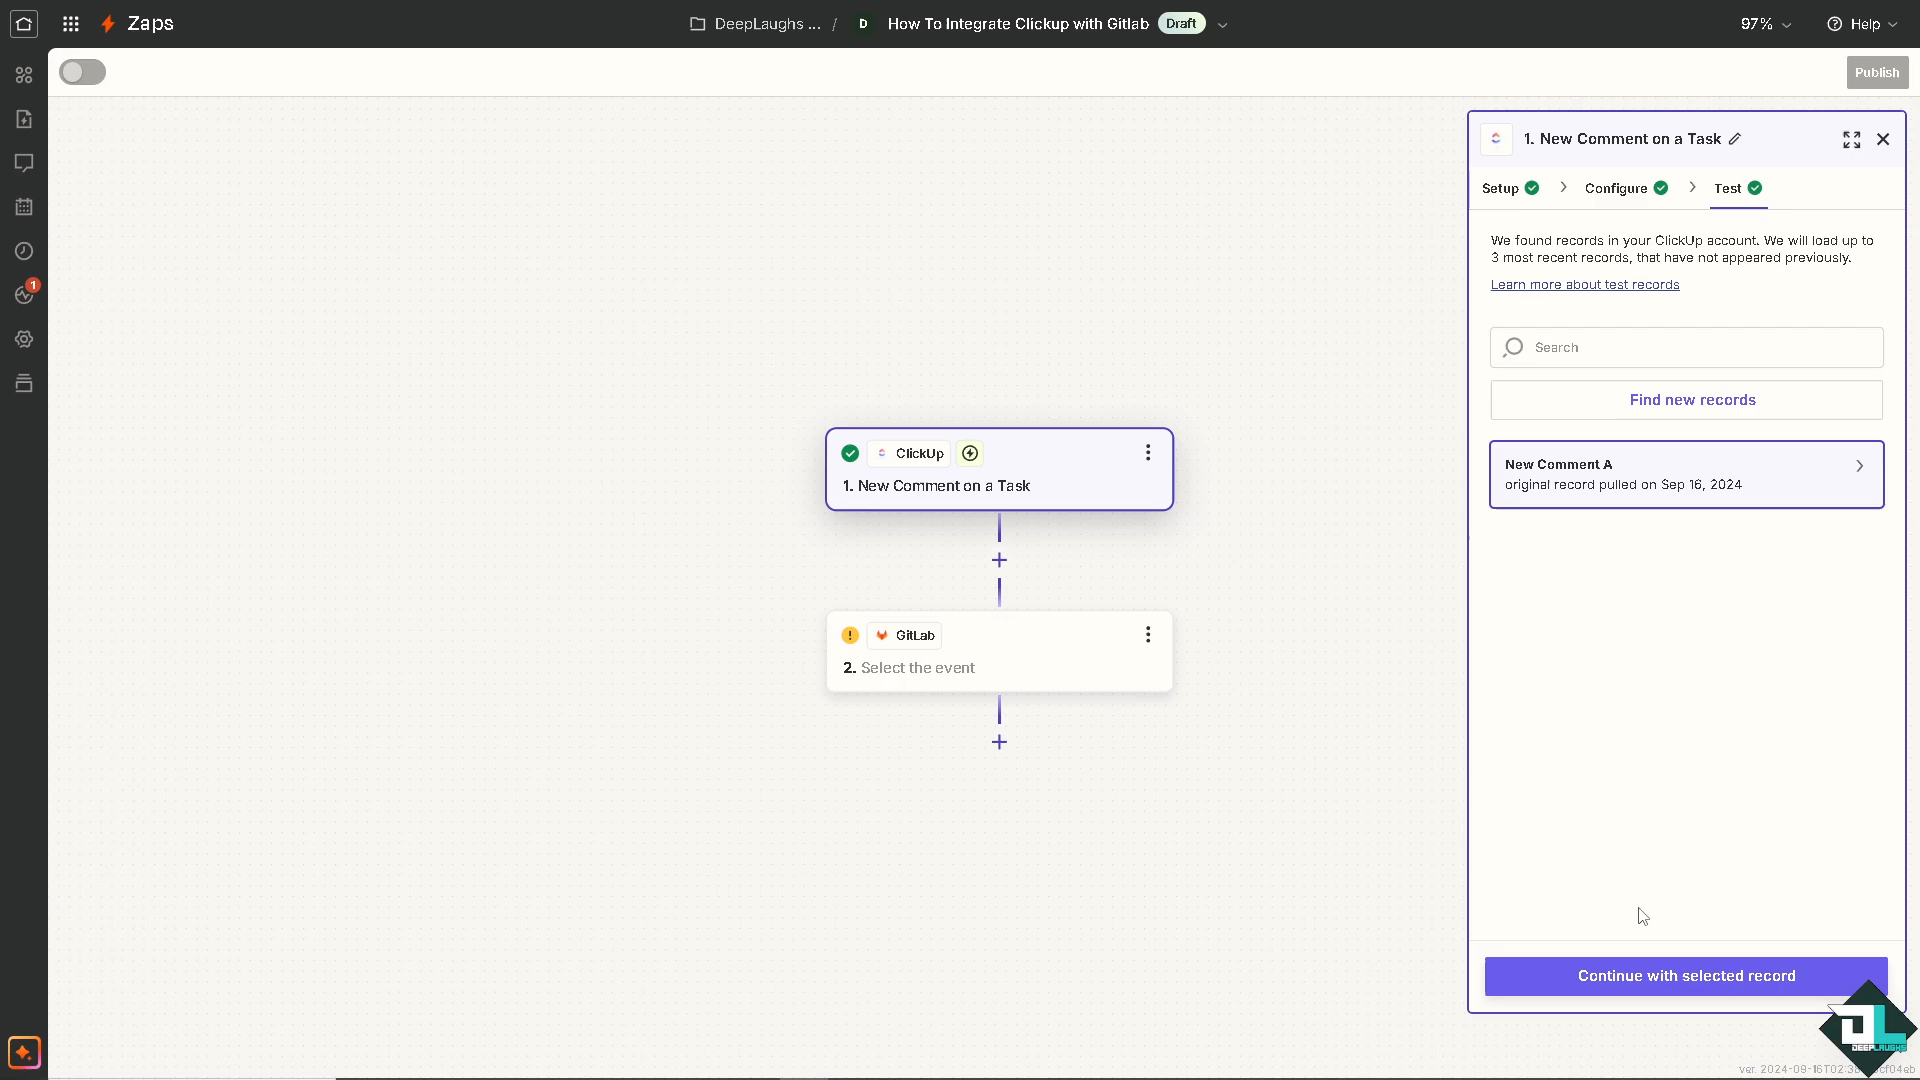 Zaps
DeepLaughs ... / D How To Integrate Clickup with Gitlab Draft
97%
Help
Publish
1
1. New Comment on a Task
Setup
Configure
Test
We found records in your ClickUp account. We will load up to
3 most recent records, that have not appeared previously.
Learn more about test records
Search
Find new records
New Comment A
original record pulled on Sep 16, 2024
ClickUp
1. New Comment on a Task
GitLab
2. Select the event
Continue with selected record
DEEPLAUGHS